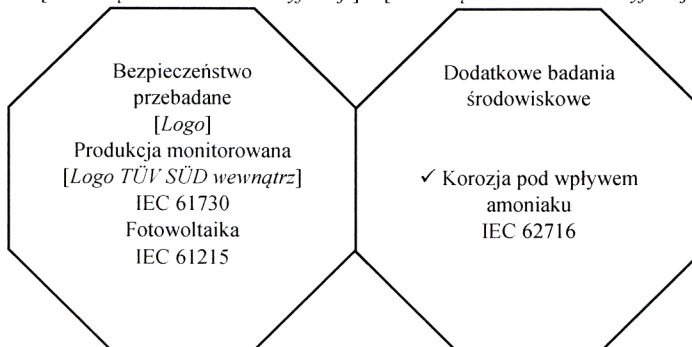 Bezpieczeństwo
przebadane
[Logo]
Produkcja monitorowana
[Logo TÜV SÜD wewnątrz]
IEC 61730
Fotowoltaika
IEC 61215
Dodatkowe badania
środowiskowe
✓ Korozja pod wpływem
amoniaku
IEC 62716